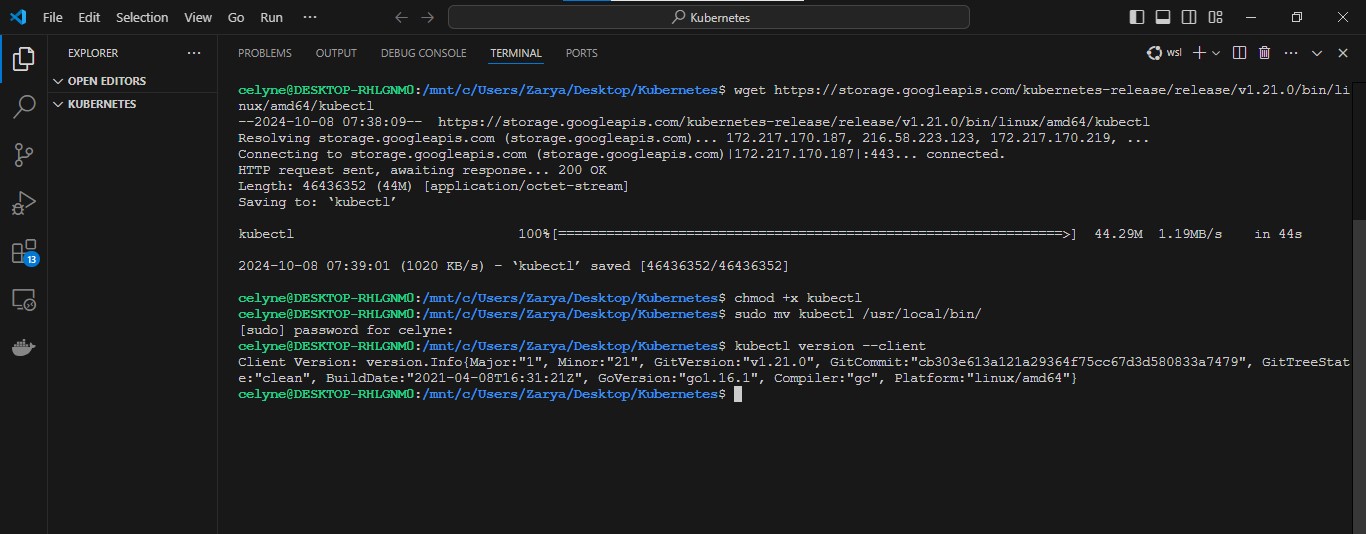 File Edit Selection View Go Run ···
Kubernetes
EXPLORER ···
OPEN EDITORS
KUBERNETES
13
PROBLEMS OUTPUT DEBUG CONSOLE TERMINAL PORTS
wsl
celyne@DESKTOP-RHLGNM0:/mnt/c/Users/Zarya/Desktop/Kubernetes$ wget https://storage.googleapis.com/kubernetes-release/release/v1.21.0/bin/li
nux/amd64/kubectl
--2024-10-08 07:38:09-- https://storage.googleapis.com/kubernetes-release/release/v1.21.0/bin/linux/amd64/kubectl
Resolving storage.googleapis.com (storage.googleapis.com)... 172.217.170.187, 216.58.223.123, 172.217.170.219, ...
Connecting to storage.googleapis.com (storage.googleapis.com)|172.217.170.187|:443... connected.
HTTP request sent, awaiting response... 200 OK
Length: 46436352 (44M) [application/octet-stream]
Saving to: ‘kubectl’
kubectl 100%[===============================================================>] 44.29M 1.19MB/s in 44s
2024-10-08 07:39:01 (1020 KB/s) - ‘kubectl’ saved [46436352/46436352]
celyne@DESKTOP-RHLGNM0:/mnt/c/Users/Zarya/Desktop/Kubernetes$ chmod +x kubectl
celyne@DESKTOP-RHLGNM0:/mnt/c/Users/Zarya/Desktop/Kubernetes$ sudo mv kubectl /usr/local/bin/
[sudo] password for celyne:
celyne@DESKTOP-RHLGNM0:/mnt/c/Users/Zarya/Desktop/Kubernetes$ kubectl version --client
Client Version: version.Info{Major:"1", Minor:"21", GitVersion:"v1.21.0", GitCommit:"cb303e613a121a29364f75cc67d3d580833a7479", GitTreeStat
e:"clean", BuildDate:"2021-04-08T16:31:21Z", GoVersion:"go1.16.1", Compiler:"gc", Platform:"linux/amd64"}
celyne@DESKTOP-RHLGNM0:/mnt/c/Users/Zarya/Desktop/Kubernetes$